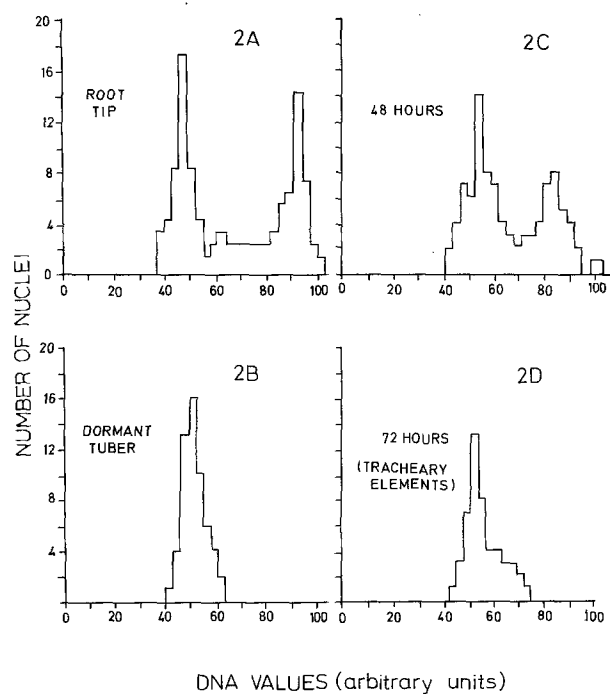 20
16
12
8
4
0
2A
ROOT
TIP
0 20 40 60 80 100
2C
48 HOURS
0 20 40 60 80 100
NUMBER OF NUCLEI
20
16
12
8
4
2B
DORMANT
TUBER
0 20 40 60 80 100
2D
72 HOURS
(TRACHEARY
ELEMENTS)
0 20 40 60 80 100
DNA VALUES (arbitrary units)